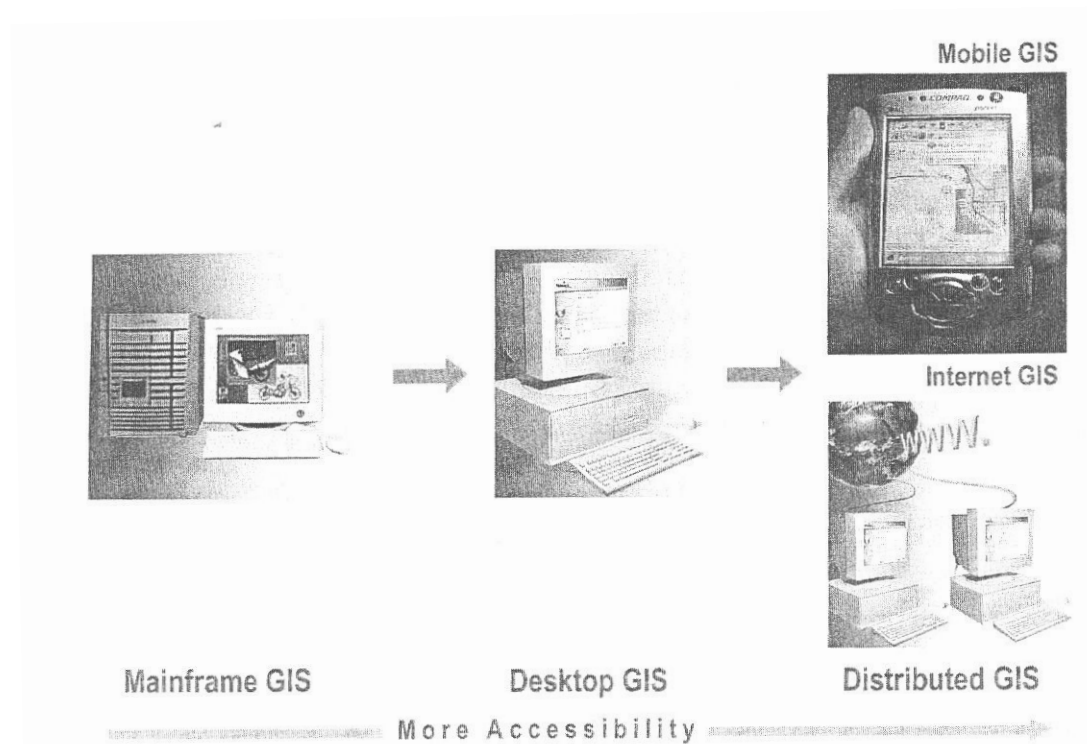 Mobile GIS
COMPAQ
Internet GIS
www.
Mainframe GIS
Desktop GIS
Distributed GIS
More Accessibility